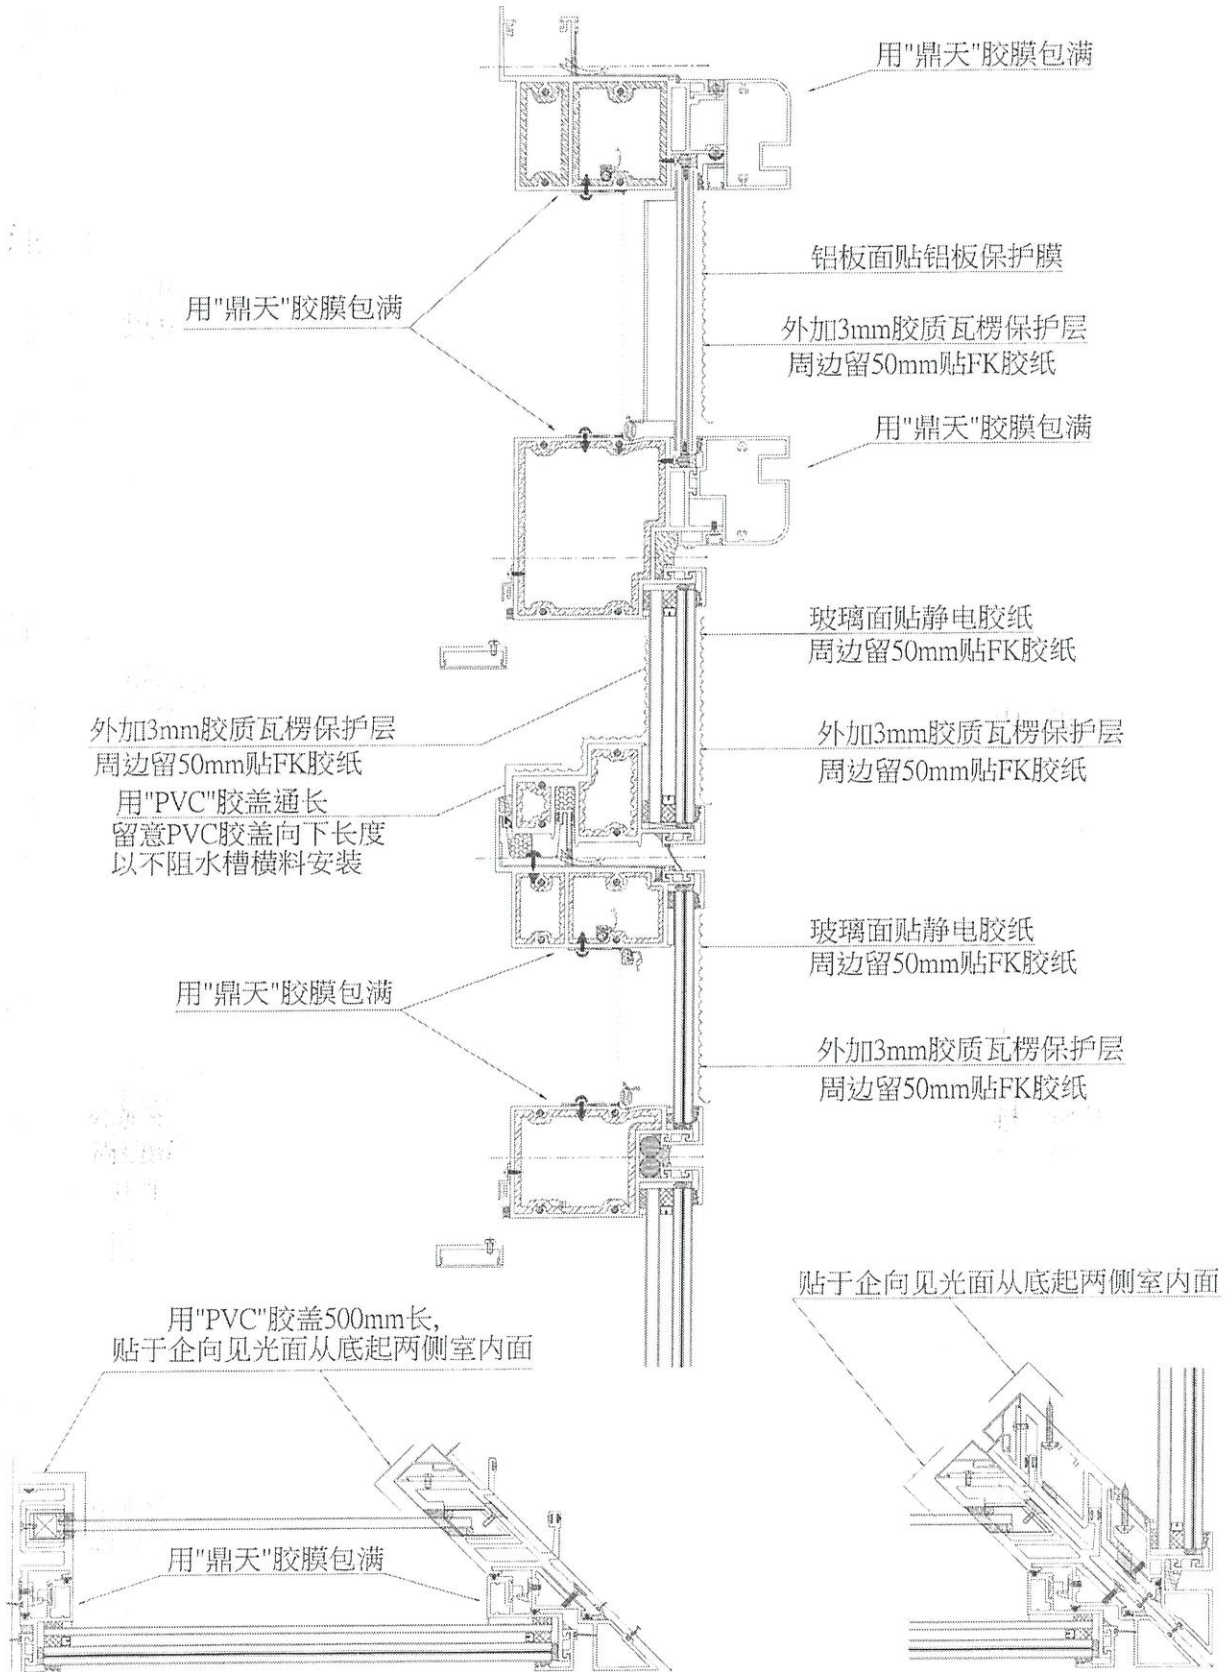 用"鼎天"胶膜包满
铝板面贴铝板保护膜
用"鼎天"胶膜包满
外加3mm胶质瓦楞保护层
周边留50mm贴FK胶纸
用"鼎天"胶膜包满
玻璃面贴静电胶纸
周边留50mm贴FK胶纸
外加3mm胶质瓦楞保护层
周边留50mm贴FK胶纸
用"PVC"胶盖通长
留意PVC胶盖向下长度
以不阻水槽横料安装
外加3mm胶质瓦楞保护层
周边留50mm贴FK胶纸
玻璃面贴静电胶纸
周边留50mm贴FK胶纸
用"鼎天"胶膜包满
外加3mm胶质瓦楞保护层
周边留50mm贴FK胶纸
贴于企向见光面从底起两侧室内面
用"PVC"胶盖500mm长,
贴于企向见光面从底起两侧室内面
用"鼎天"胶膜包满